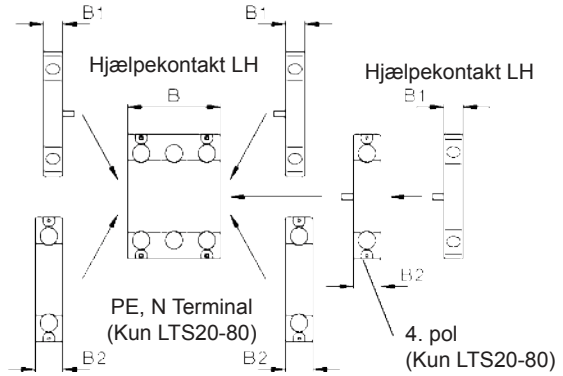 B1
B1
Hjælpekontakt LH
Hjælpekontakt LH
B
B1
B2
PE, N Terminal
(Kun LTS20-80)
4. pol
(Kun LTS20-80)
B2
B2